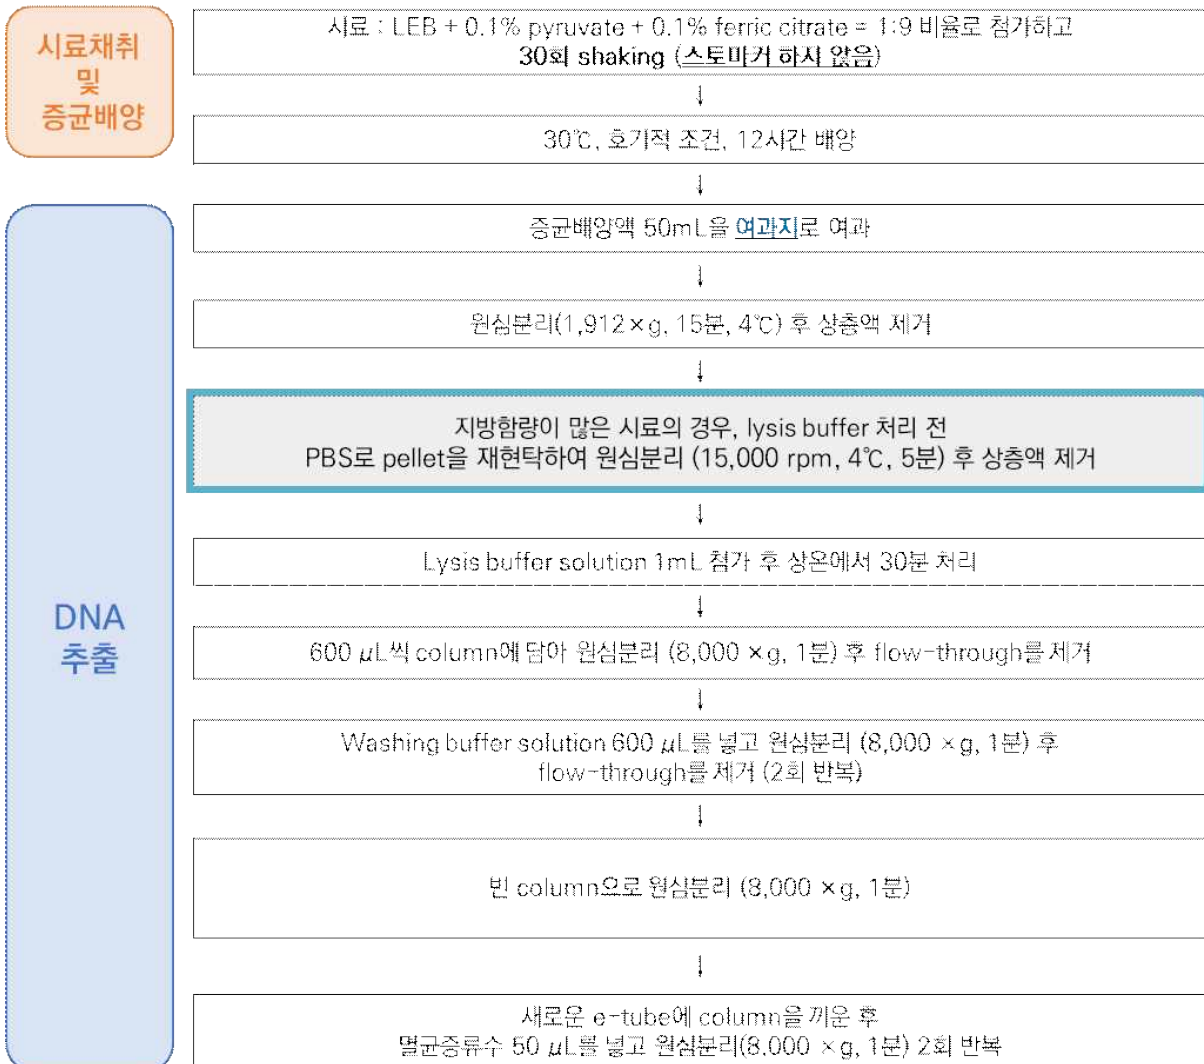 시료채취
및
증균배양
시료 : LEB + 0.1% pyruvate + 0.1% ferric citrate = 1:9 비율로 첨가하고
30회 shaking (스토마커 하지 않음)
↓
30℃, 호기적 조건, 12시간 배양
↓
DNA
추출
증균배양액 50mL을 여과지로 여과
↓
원심분리(1,912×g, 15분, 4℃) 후 상층액 제거
↓
지방함량이 많은 시료의 경우, lysis buffer 처리 전
PBS로 pellet을 재현탁하여 원심분리 (15,000 rpm, 4℃, 5분) 후 상층액 제거
↓
Lysis buffer solution 1mL 첨가 후 상온에서 30분 처리
↓
600 μL씩 column에 담아 원심분리 (8,000 ×g, 1분) 후 flow-through를 제거
↓
Washing buffer solution 600 μL를 넣고 원심분리 (8,000 ×g, 1분) 후
flow-through를 제거 (2회 반복)
↓
빈 column으로 원심분리 (8,000 ×g, 1분)
↓
새로운 e-tube에 column을 끼운 후
멸균증류수 50 μL를 넣고 원심분리(8,000 ×g, 1분) 2회 반복